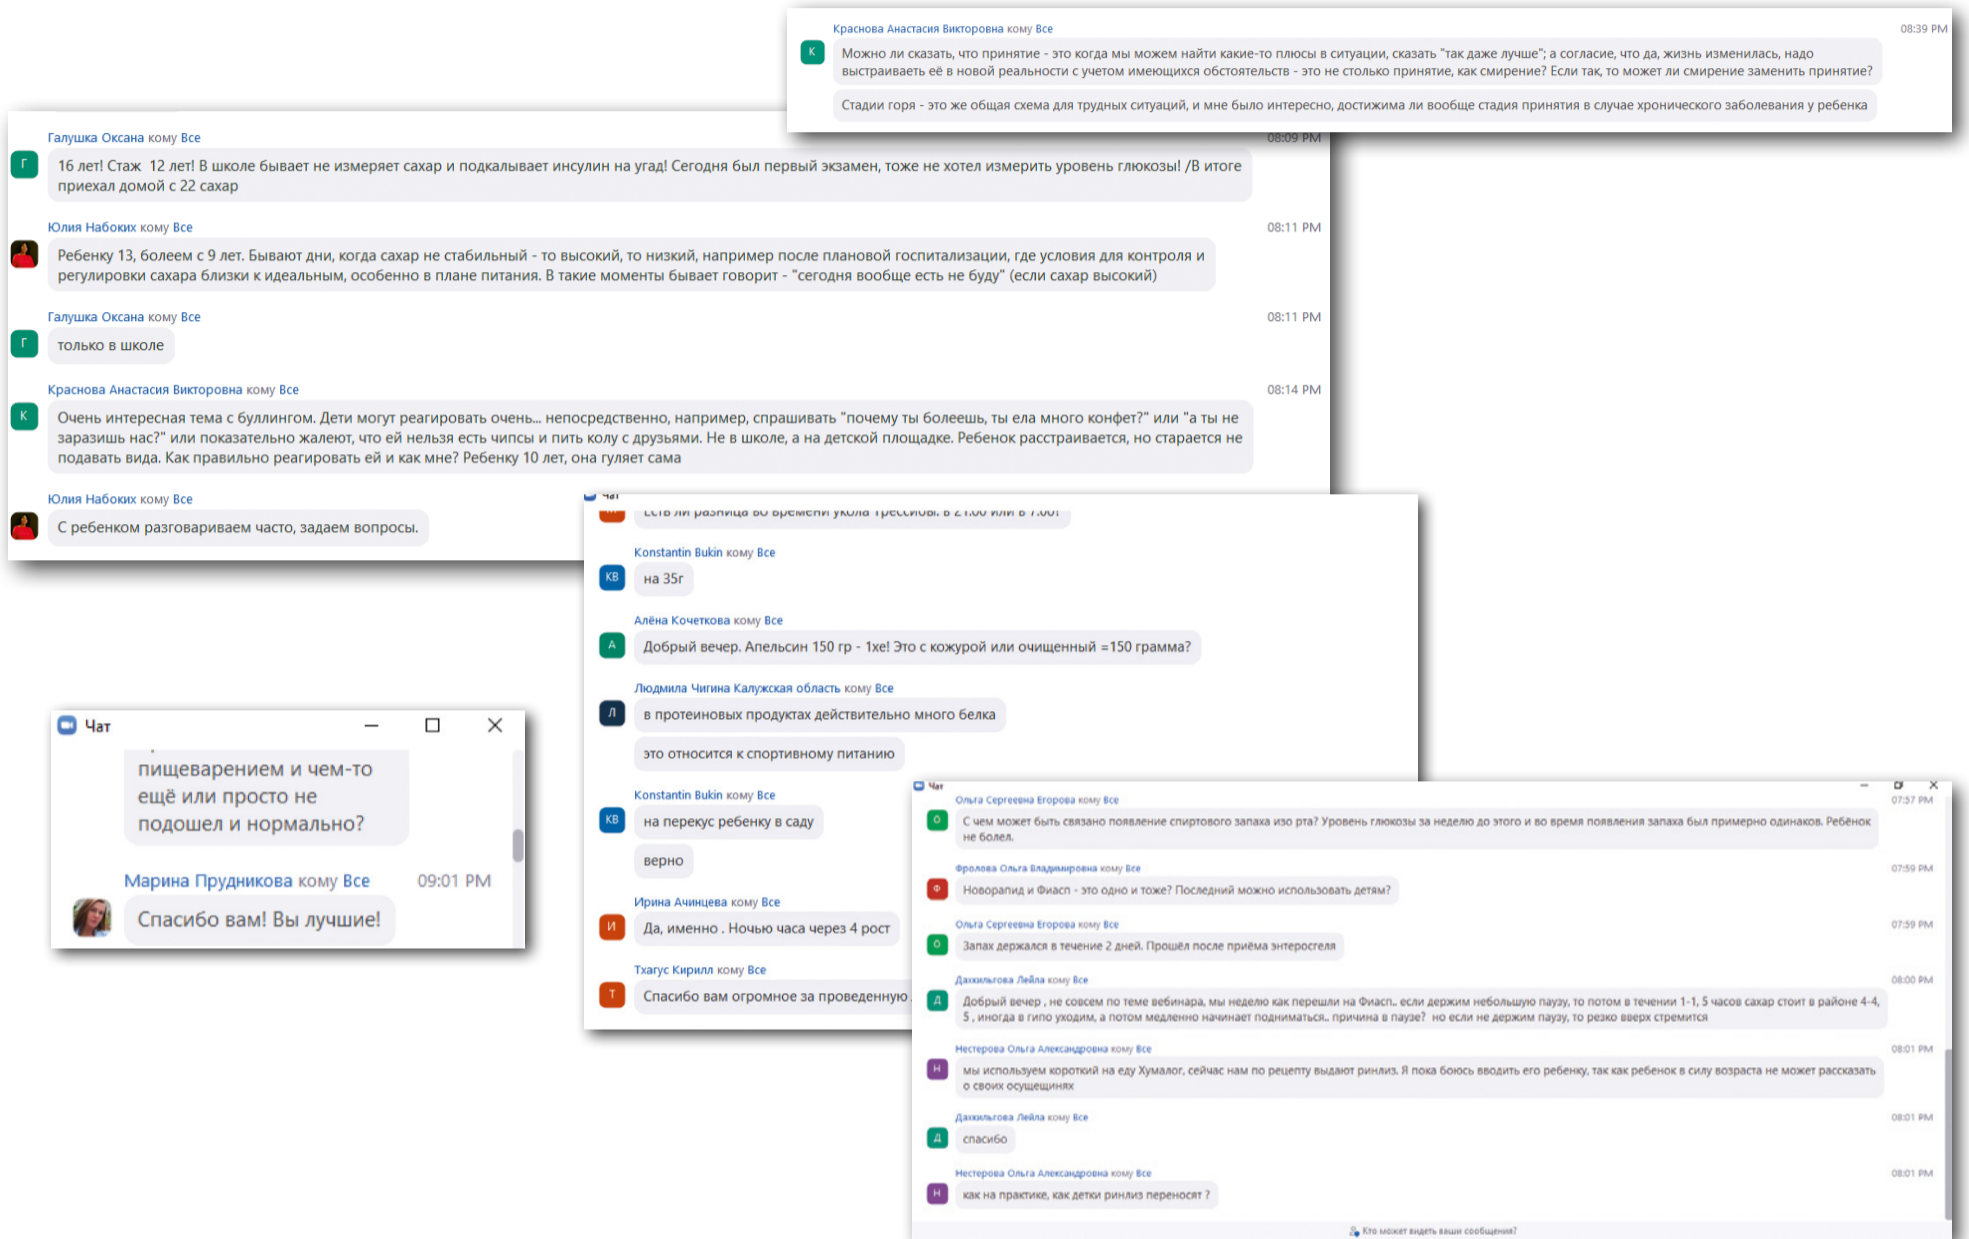 Краснова Анастасия Викторовна кому Все
08:39 PM
К
Можно ли сказать, что принятие - это когда мы можем найти какие-то плюсы в ситуации, сказать "так даже лучше"; а согласие, что да, жизнь изменилась, надо
выстраиваеть её в новой реальности с учетом имеющихся обстоятельств - это не столько принятие, как смирение? Если так, то может ли смирение заменить принятие?
Стадии горя - это же общая схема для трудных ситуаций, и мне было интересно, достижима ли вообще стадия принятия в случае хронического заболевания у ребенка
Галушка Оксана кому Все
08:09 PM
Г
16 лет! Стаж 12 лет! В школе бывает не измеряет сахар и подкалывает инсулин на угад! Сегодня был первый экзамен, тоже не хотел измерить уровень глюкозы! /В итоге
приехал домой с 22 сахар
Юлия Набоких кому Все
08:11 PM
Ребенку 13, болеем с 9 лет. Бывают дни, когда сахар не стабильный - то высокий, то низкий, например после плановой госпитализации, где условия для контроля и
регулировки сахара близки к идеальным, особенно в плане питания. В такие моменты бывает говорит - "сегодня вообще есть не буду" (если сахар высокий)
Галушка Оксана кому Все
08:11 PM
Г
только в школе
Краснова Анастасия Викторовна кому Все
08:14 PM
К
Очень интересная тема с буллингом. Дети могут реагировать очень... непосредственно, например, спрашивать "почему ты болеешь, ты ела много конфет?" или "а ты не
заразишь нас?" или показательно жалеют, что ей нельзя есть чипсы и пить колу с друзьями. Не в школе, а на детской площадке. Ребенок расстраивается, но старается не
подавать вида. Как правильно реагировать ей и как мне? Ребенку 10 лет, она гуляет сама
Юлия Набоких кому Все
С ребенком разговариваем часто, задаем вопросы.
Чат
Есть ли разница во времени укола Тресибы. в 21.00 или в 7.00?
Konstantin Bukin кому Все
KB
на 35г
Алёна Кочеткова кому Все
А
Добрый вечер. Апельсин 150 гр - 1хе! Это с кожурой или очищенный =150 грамма?
Людмила Чигина Калужская область кому Все
Л
в протеиновых продуктах действительно много белка
это относится к спортивному питанию
Konstantin Bukin кому Все
KB
на перекус ребенку в саду
верно
Ирина Ачинцева кому Все
И
Да, именно . Ночью часа через 4 рост
Тхагус Кирилл кому Все
Т
Спасибо вам огромное за проведенную
Чат
пищеварением и чем-то
ещё или просто не
подошел и нормально?
Марина Прудникова кому Все
09:01 PM
Спасибо вам! Вы лучшие!
Чат
Ольга Сергеевна Егорова кому Все
07:57 PM
О
С чем может быть связано появление спиртового запаха изо рта? Уровень глюкозы за неделю до этого и во время появления запаха был примерно одинаков. Ребёнок
не болел.
Фролова Ольга Владимировна кому Все
07:59 PM
Ф
Новорапид и Фиасп - это одно и тоже? Последний можно использовать детям?
Ольга Сергеевна Егорова кому Все
07:59 PM
О
Запах держался в течение 2 дней. Прошёл после приёма энтеросгеля
Дахкильгова Лейла кому Все
08:00 PM
Д
Добрый вечер , не совсем по теме вебинара, мы неделю как перешли на Фиасп.. если держим небольшую паузу, то потом в течении 1-1, 5 часов сахар стоит в районе 4-4,
5 , иногда в гипо уходим, а потом медленно начинает подниматься.. причина в паузе? но если не держим паузу, то резко вверх стремится
Нестерова Ольга Александровна кому Все
08:01 PM
Н
мы используем короткий на еду Хумалог, сейчас нам по рецепту выдают ринлиз. Я пока боюсь вводить его ребенку, так как ребенок в силу возраста не может рассказать
о своих осущещинях
Дахкильгова Лейла кому Все
08:01 PM
Д
спасибо
Нестерова Ольга Александровна кому Все
08:01 PM
Н
как на практике, как детки ринлиз переносят ?
Кто может видеть ваши сообщения?